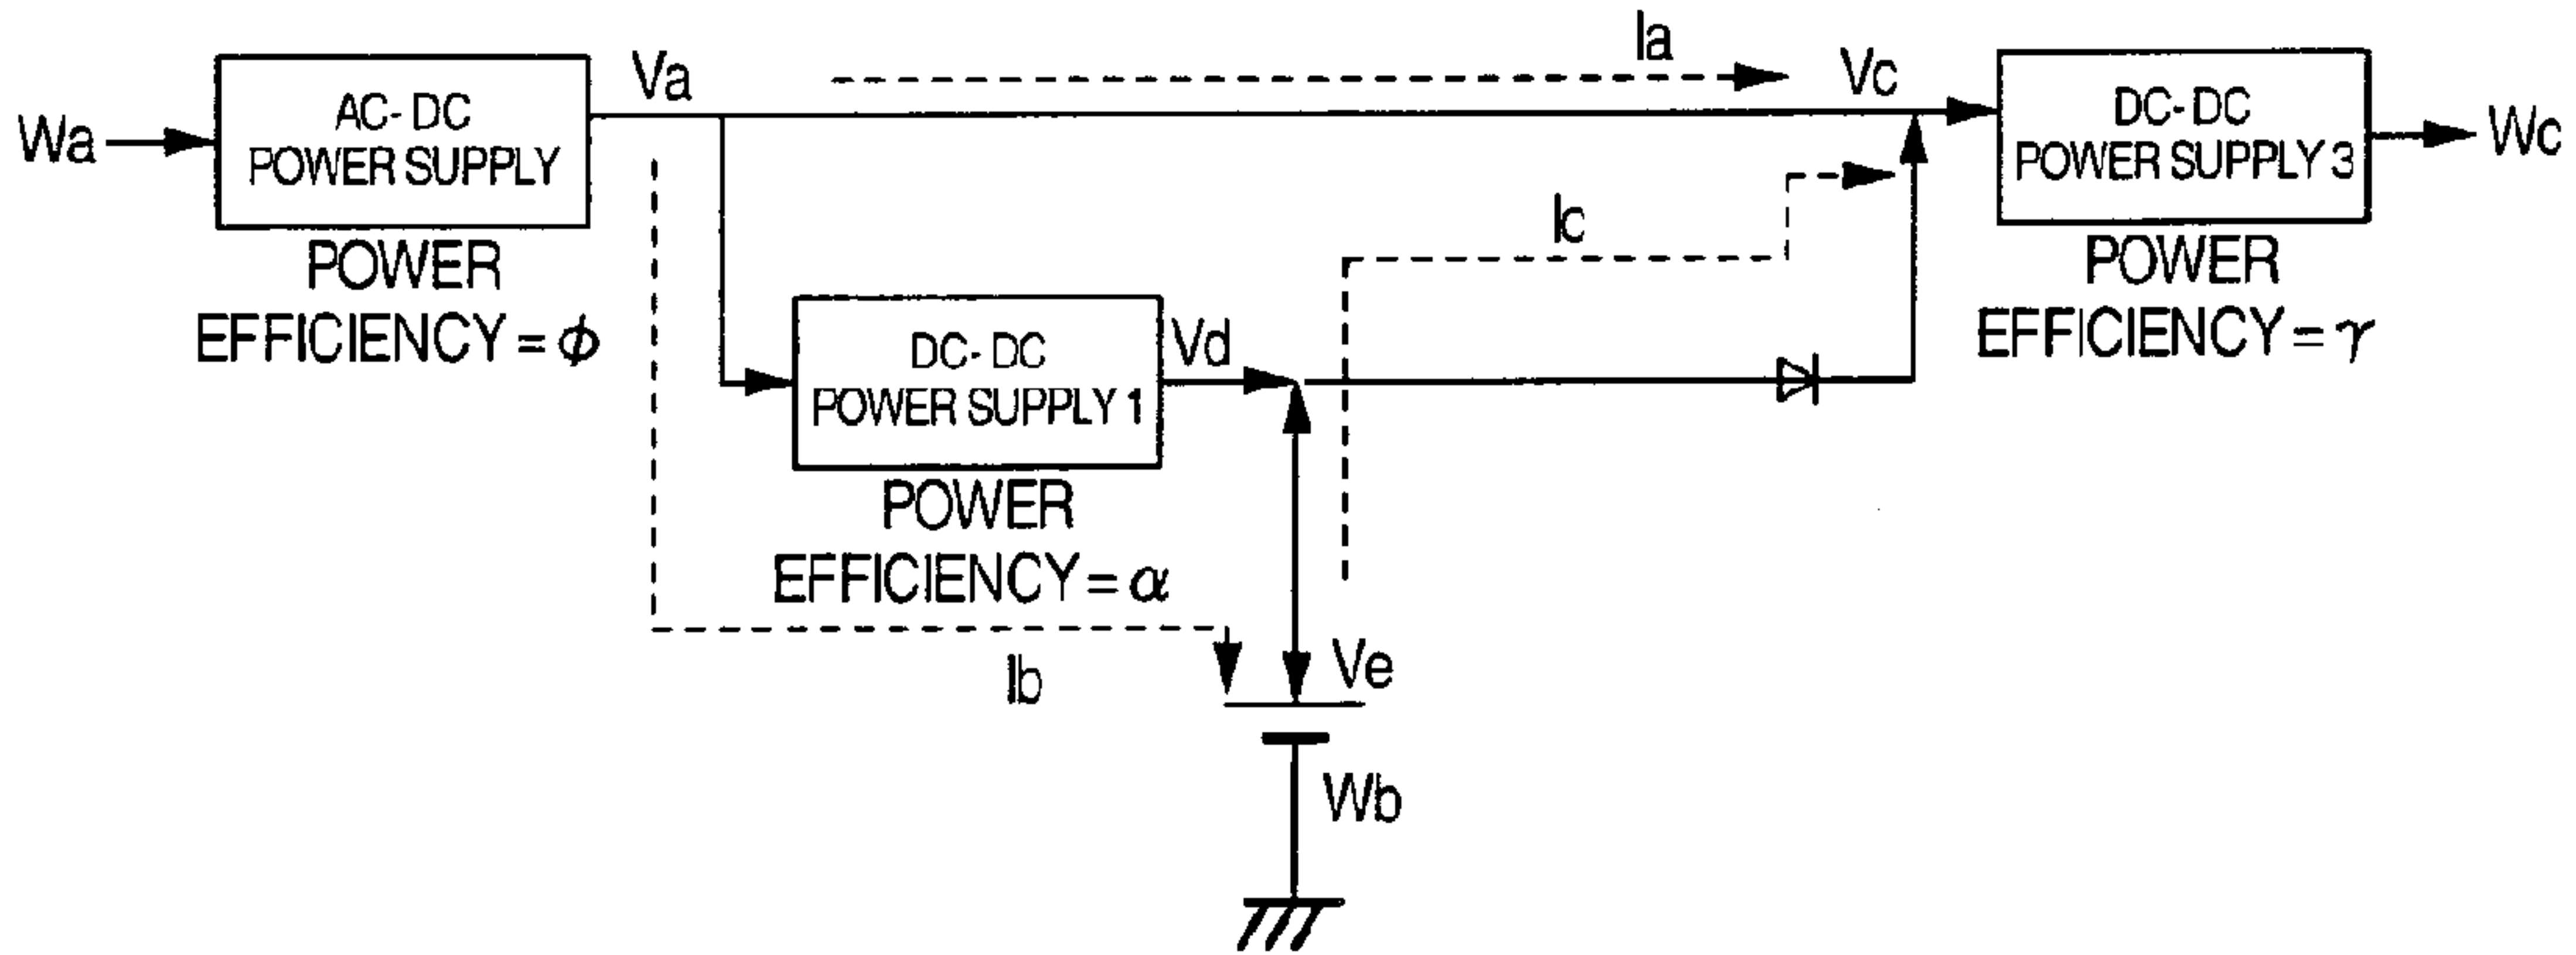 Wa
AC-DC
POWER SUPPLY
POWER
EFFICIENCY = ϕ
Va
Ia
Vc
DC-DC
POWER SUPPLY 3
POWER
EFFICIENCY = γ
Wc
Ic
DC-DC
POWER SUPPLY 1
POWER
EFFICIENCY = α
Vd
Ib
Ve
Wb